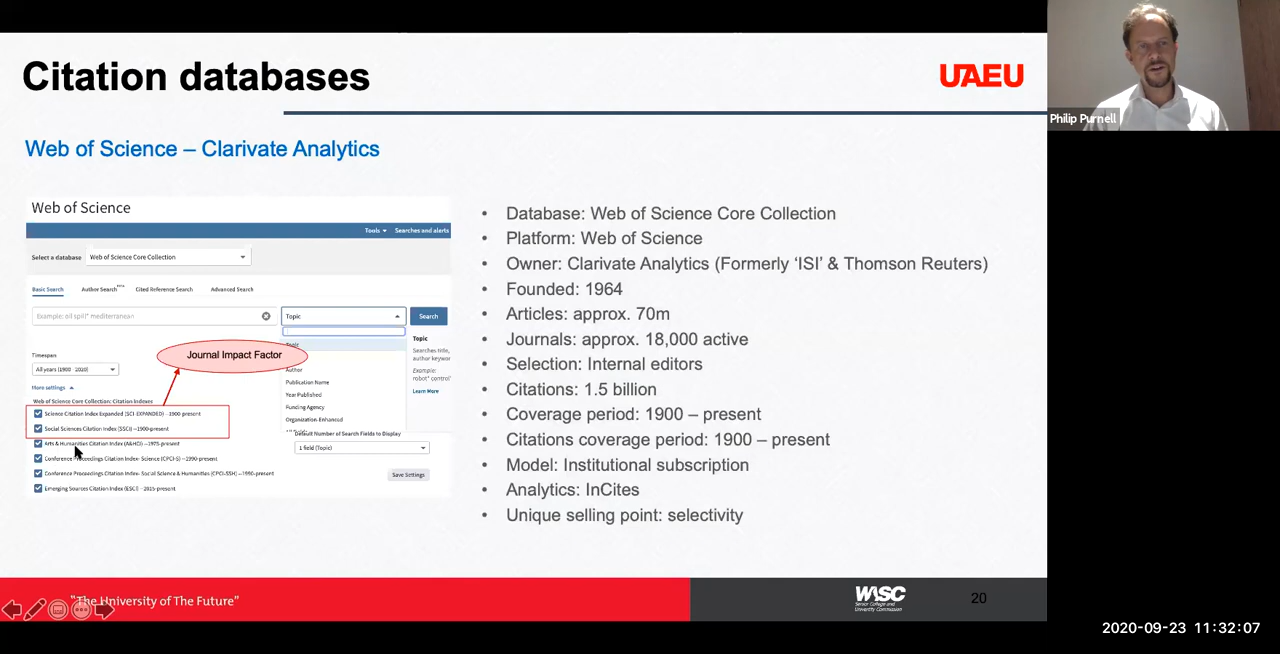 Citation databases
UAEU
Philip Purnell
Web of Science – Clarivate Analytics
Web of Science
Tools
Searches and alerts
Select a database
Web of Science Core Collection
Basic Search
Author Search
Cited Reference Search
Advanced Search
Example: oil spill* mediterranean
Topic
Search
Topic
Searches title,
author keywor
Example:
robot* control*
Learn More
Author
Publication Name
Year Published
Funding Agency
Organization-Enhanced
Journal Impact Factor
Timespan
All years (1900 - 2020)
More settings
Web of Science Core Collection: Citation Indexes
Science Citation Index Expanded (SCI-EXPANDED) --1900-present
Social Sciences Citation Index (SSCI) --1900-present
Arts & Humanities Citation Index (A&HCI) --1975-present
Conference Proceedings Citation Index- Science (CPCI-S) --1990-present
Conference Proceedings Citation Index- Social Science & Humanities (CPCI-SSH) --1990-present
Emerging Sources Citation Index (ESCI) --2015-present
Default Number of Search Fields to Display
1 field (Topic)
Save Settings
• Database: Web of Science Core Collection
• Platform: Web of Science
• Owner: Clarivate Analytics (Formerly ‘ISI’ & Thomson Reuters)
• Founded: 1964
• Articles: approx. 70m
• Journals: approx. 18,000 active
• Selection: Internal editors
• Citations: 1.5 billion
• Coverage period: 1900 – present
• Citations coverage period: 1900 – present
• Model: Institutional subscription
• Analytics: InCites
• Unique selling point: selectivity
"The University of The Future"
WASC
Senior College and
University Commission
20
2020-09-23 11:32:07